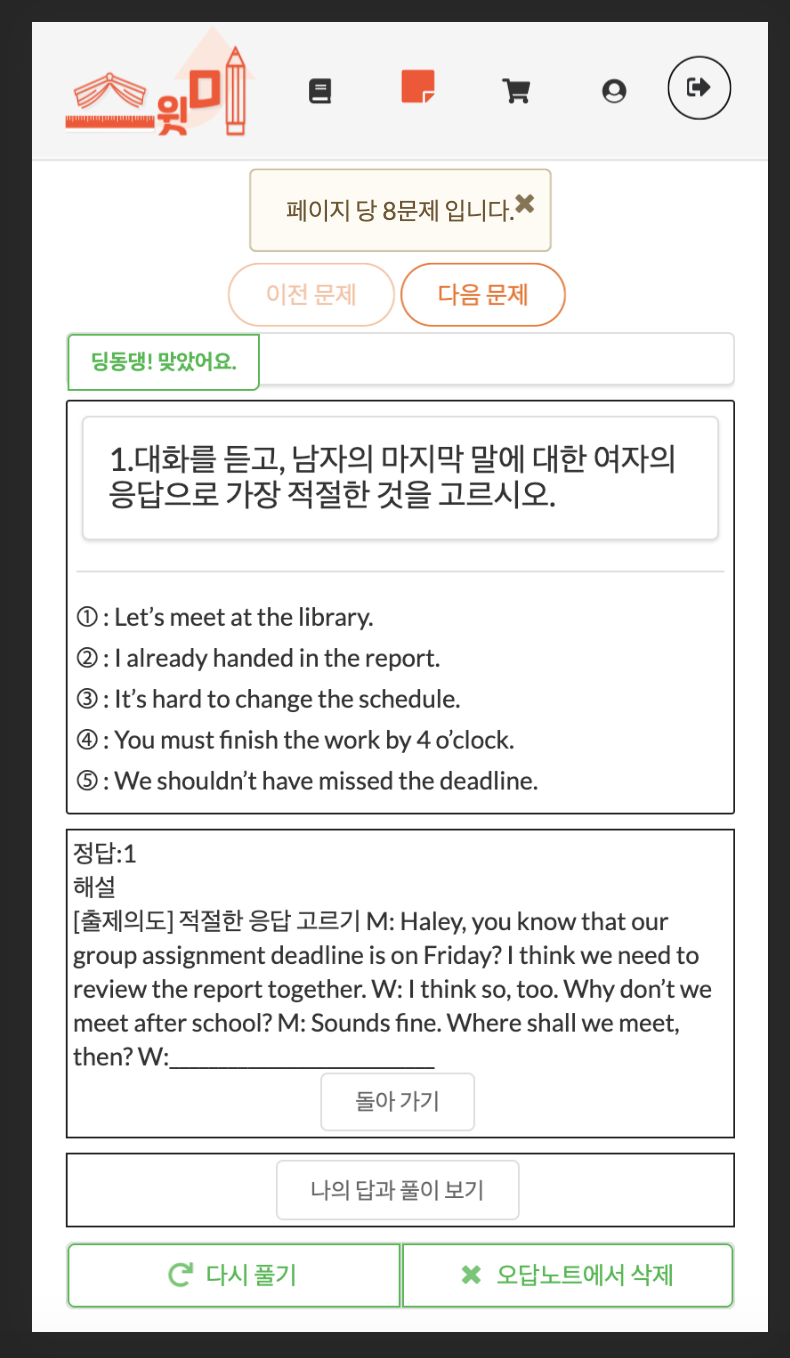 윗미
페이지 당 8문제 입니다.
이전 문제
다음 문제
딩동댕! 맞았어요.
1.대화를 듣고, 남자의 마지막 말에 대한 여자의
응답으로 가장 적절한 것을 고르시오.
① : Let’s meet at the library.
② : I already handed in the report.
③ : It’s hard to change the schedule.
④ : You must finish the work by 4 o’clock.
⑤ : We shouldn’t have missed the deadline.
정답:1
해설
[출제의도] 적절한 응답 고르기 M: Haley, you know that our
group assignment deadline is on Friday? I think we need to
review the report together. W: I think so, too. Why don’t we
meet after school? M: Sounds fine. Where shall we meet,
then? W:________________________
돌아 가기
나의 답과 풀이 보기
다시 풀기
오답노트에서 삭제